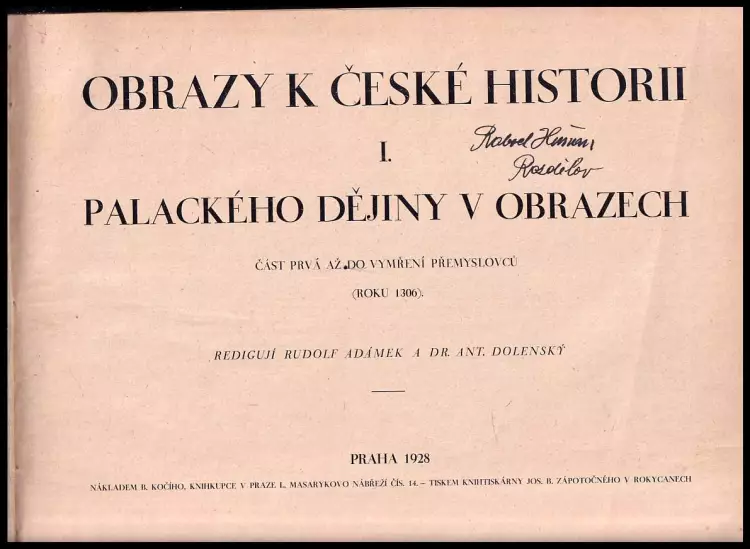 OBRAZY K ČESKÉ HISTORII
I.
Rozdělov
PALACKÉHO DĚJINY V OBRAZECH
ČÁST PRVÁ AŽ DO VYMŘENÍ PŘEMYSLOVCŮ
(ROKU 1306).
REDIGUJÍ RUDOLF ADÁMEK A DR. ANT. DOLENSKÝ
PRAHA 1928
NÁKLADEM B. KOČÍHO, KNIHKUPCE V PRAZE I., MASARYKOVO NÁBŘEŽÍ ČÍS. 14. – TISKEM KNIHTISKÁRNY JOS. B. ZÁPOTOČNÉHO V ROKYCANECH